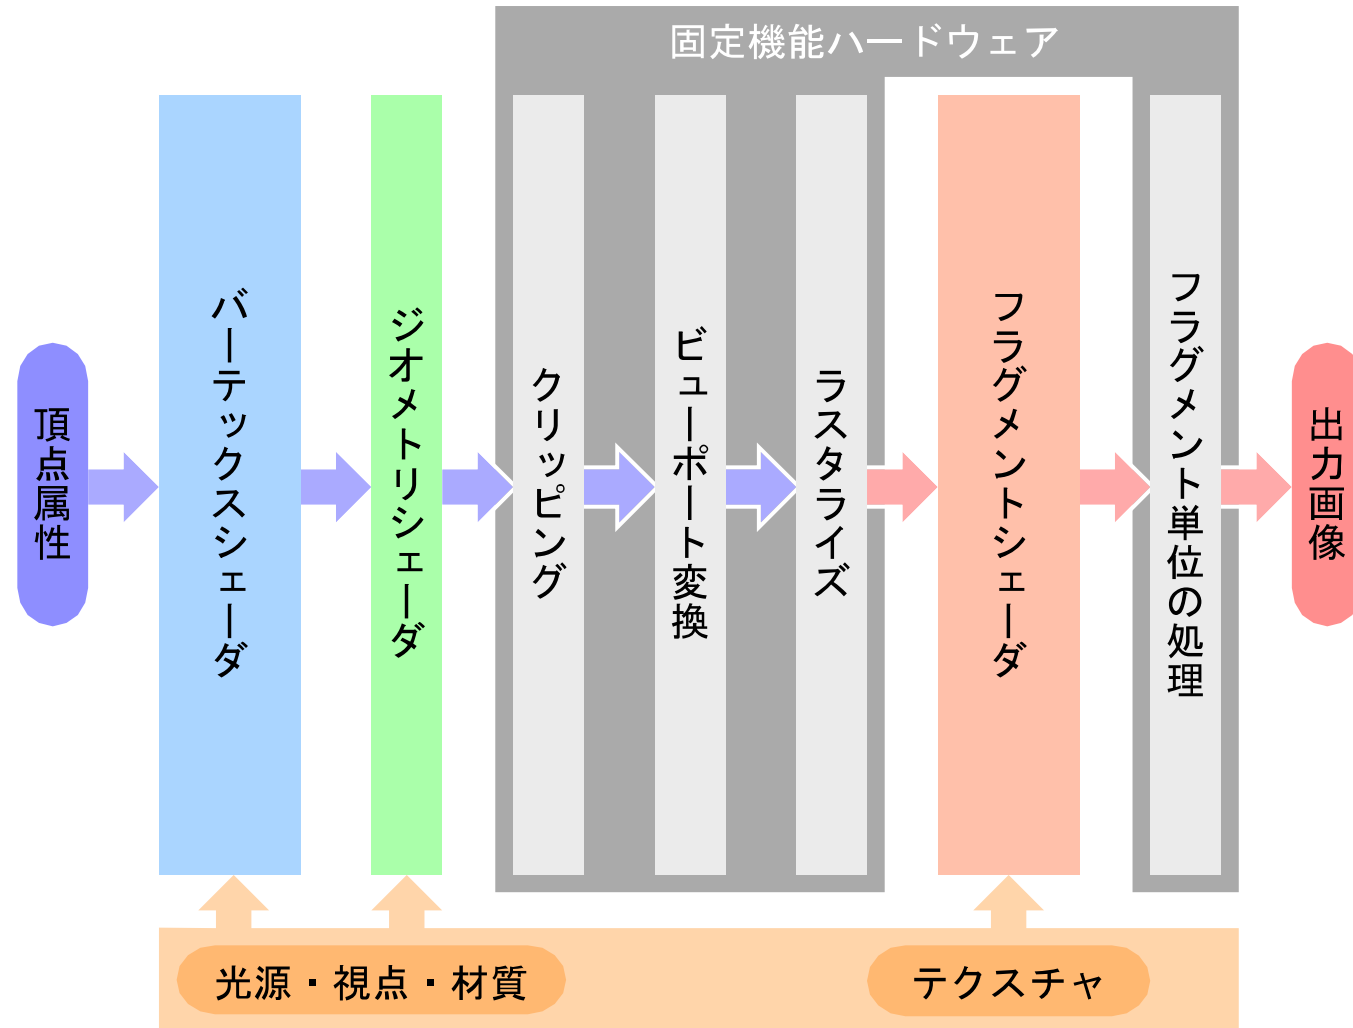 固定機能ハードウェア
頂点属性
バーテックスシェーダ
ジオメトリシェーダ
クリッピング
ビューポート変換
ラスタライズ
フラグメントシェーダ
フラグメント単位の処理
出力画像
光源・視点・材質
テクスチャ